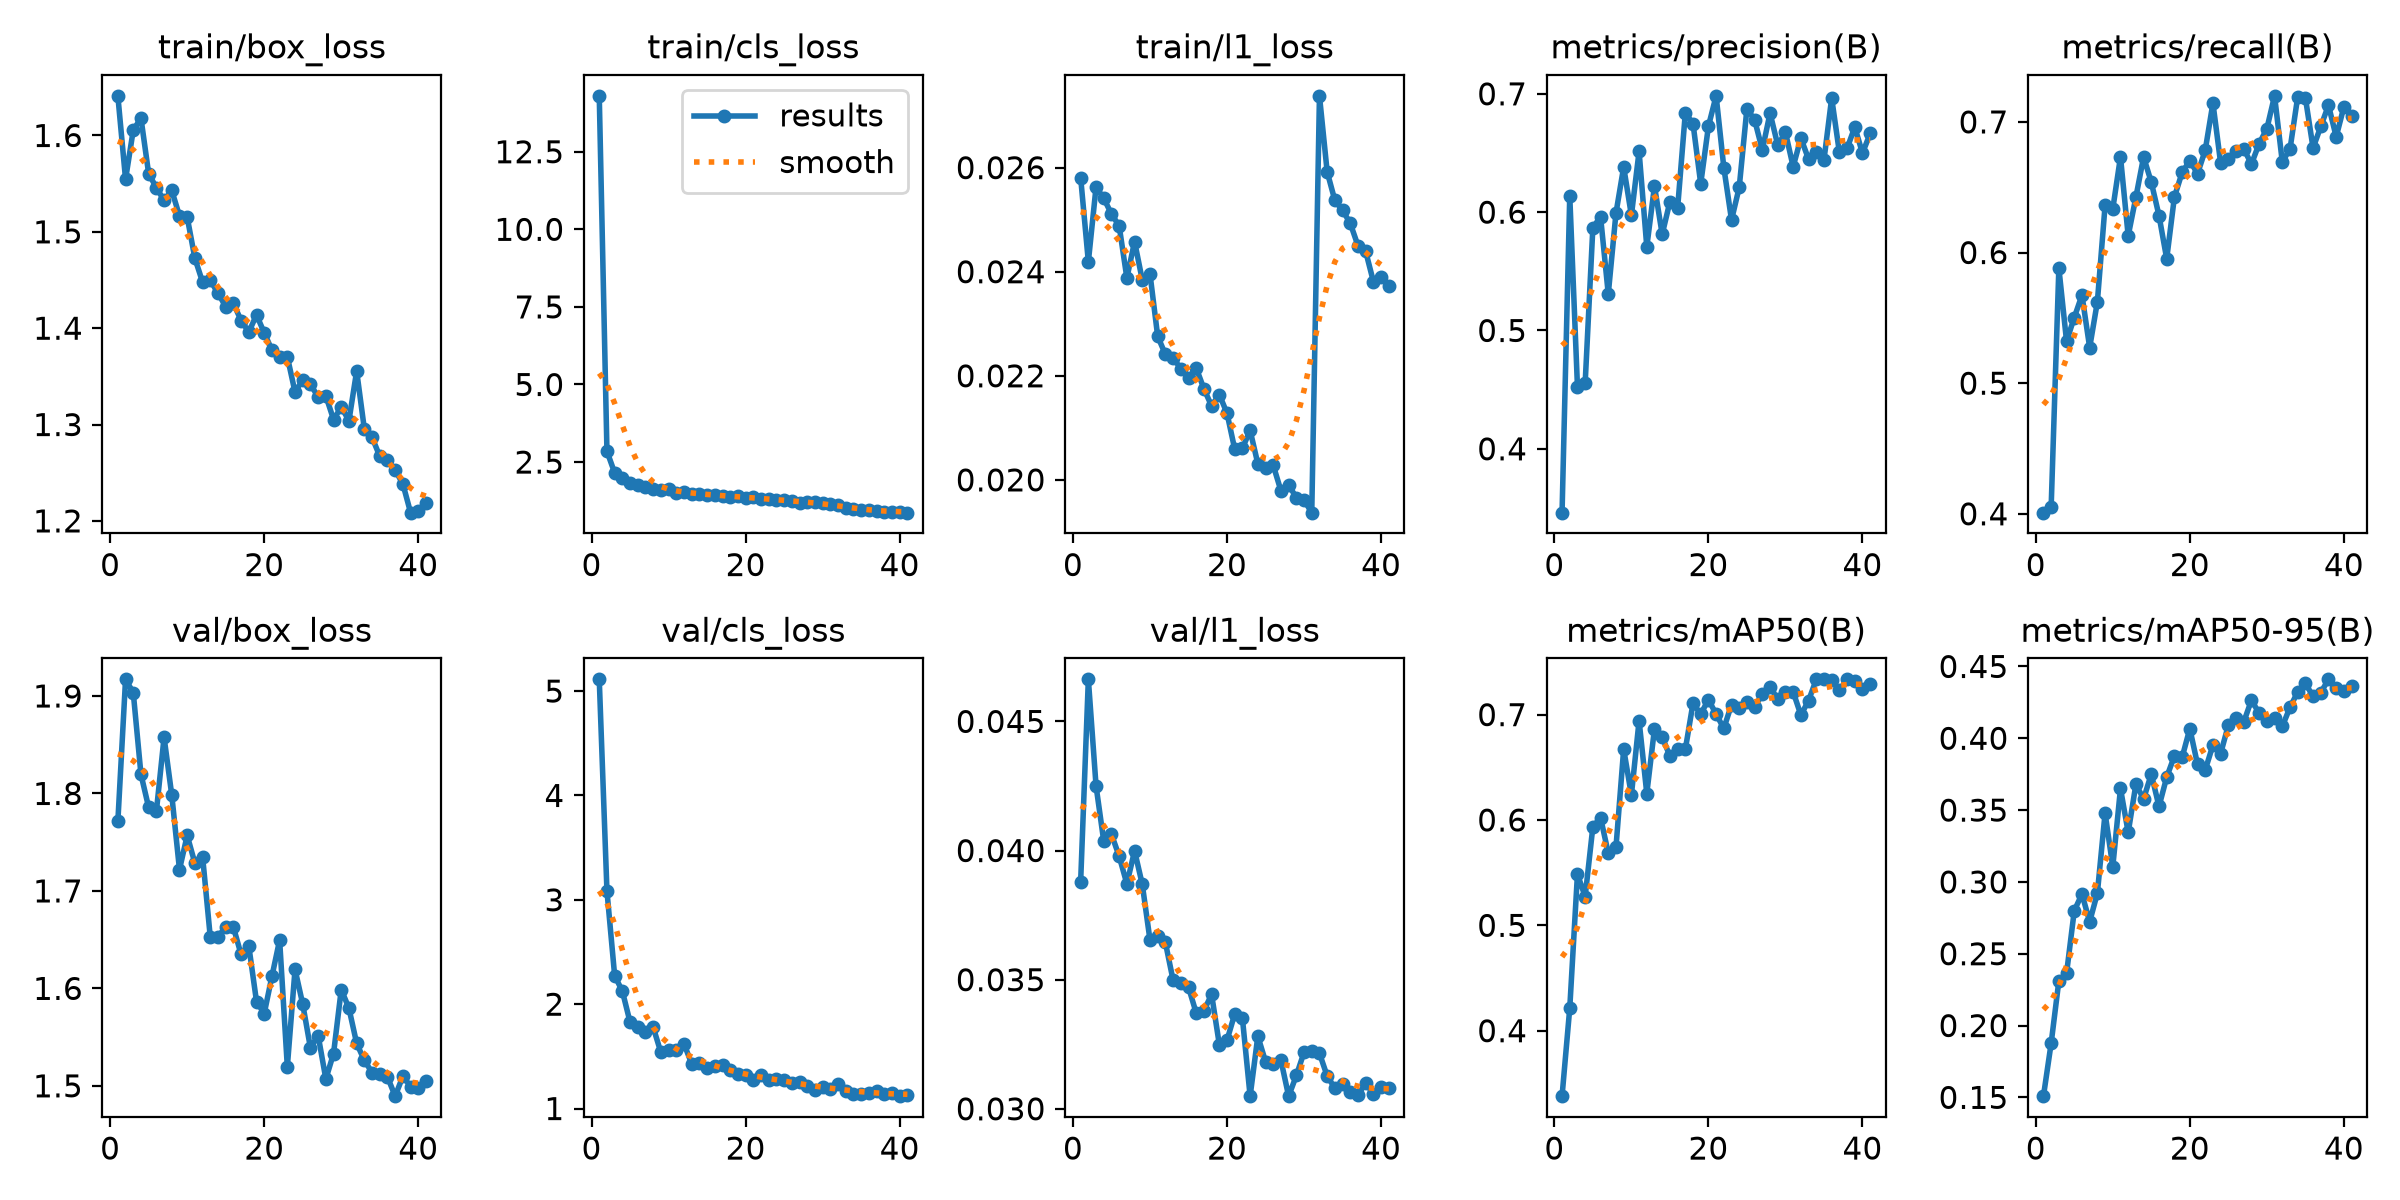 train/box_loss
1.6
1.5
1.4
1.3
1.2
0 20 40
train/cls_loss
results
smooth
12.5
10.0
7.5
5.0
2.5
0 20 40
train/l1_loss
0.026
0.024
0.022
0.020
0 20 40
metrics/precision(B)
0.7
0.6
0.5
0.4
0 20 40
metrics/recall(B)
0.7
0.6
0.5
0.4
0 20 40
val/box_loss
1.9
1.8
1.7
1.6
1.5
0 20 40
val/cls_loss
5
4
3
2
1
0 20 40
val/l1_loss
0.045
0.040
0.035
0.030
0 20 40
metrics/mAP50(B)
0.7
0.6
0.5
0.4
0 20 40
metrics/mAP50-95(B)
0.45
0.40
0.35
0.30
0.25
0.20
0.15
0 20 40